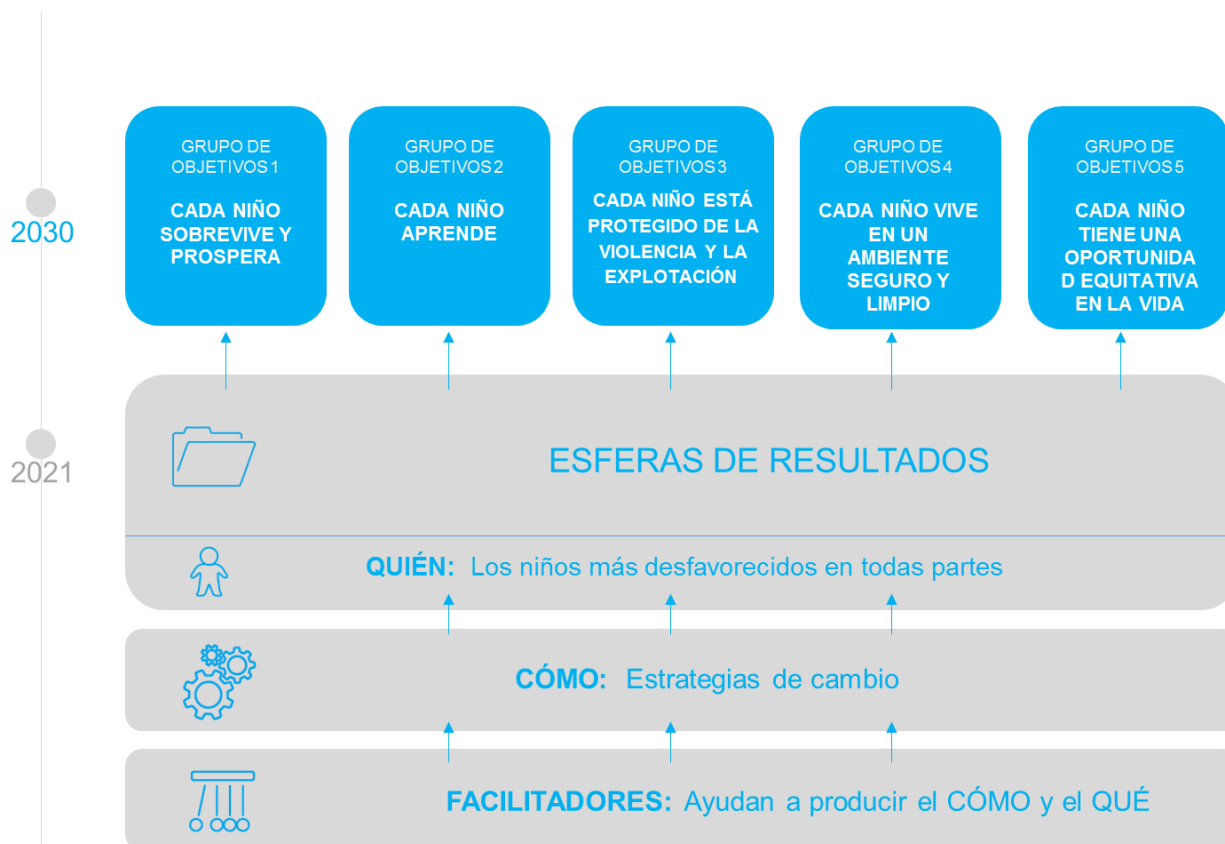 2030
GRUPO DE
OBJETIVOS 1
CADA NIÑO
SOBREVIVE Y
PROSPERA
GRUPO DE
OBJETIVOS 2
CADA NIÑO
APRENDE
GRUPO DE
OBJETIVOS 3
CADA NIÑO ESTÁ
PROTEGIDO DE LA
VIOLENCIA Y LA
EXPLOTACIÓN
GRUPO DE
OBJETIVOS 4
CADA NIÑO VIVE
EN UN
AMBIENTE
SEGURO Y
LIMPIO
GRUPO DE
OBJETIVOS 5
CADA NIÑO
TIENE UNA
OPORTUNIDA
D EQUITATIVA
EN LA VIDA
2021
ESFERAS DE RESULTADOS
QUIÉN: Los niños más desfavorecidos en todas partes
CÓMO: Estrategias de cambio
FACILITADORES: Ayudan a producir el CÓMO y el QUÉ